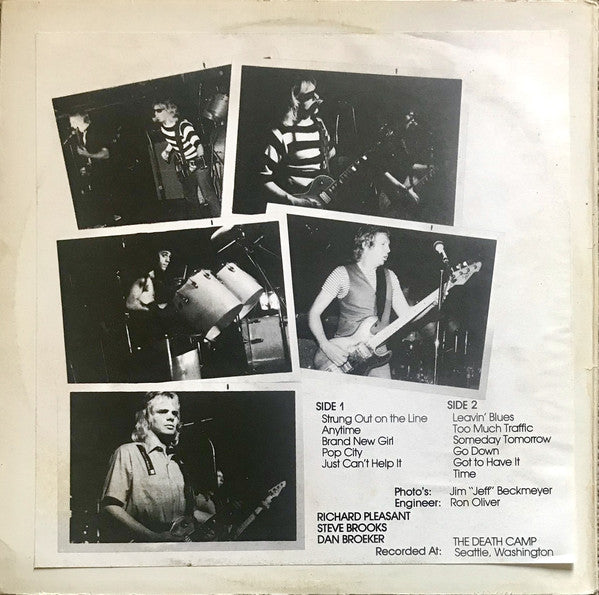 SIDE 1
Strung Out on the Line
Anytime
Brand New Girl
Pop City
Just Can't Help It
SIDE 2
Leavin' Blues
Too Much Traffic
Someday Tomorrow
Go Down
Got to Have It
Time
Photo's: Jim "Jeff" Beckmeyer
Engineer: Ron Oliver
RICHARD PLEASANT
STEVE BROOKS
DAN BROEKER
Recorded At: THE DEATH CAMP
Seattle, Washington